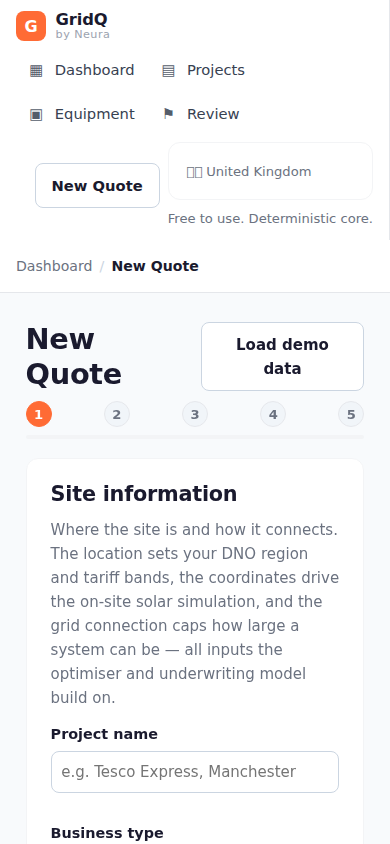 G GridQ
by Neura
Dashboard Projects
Equipment Review
New Quote
United Kingdom
Free to use. Deterministic core.
Dashboard / New Quote
New
Quote
Load demo
data
1 2 3 4 5
Site information
Where the site is and how it connects.
The location sets your DNO region
and tariff bands, the coordinates drive
the on-site solar simulation, and the
grid connection caps how large a
system can be — all inputs the
optimiser and underwriting model
build on.
Project name
e.g. Tesco Express, Manchester
Business type